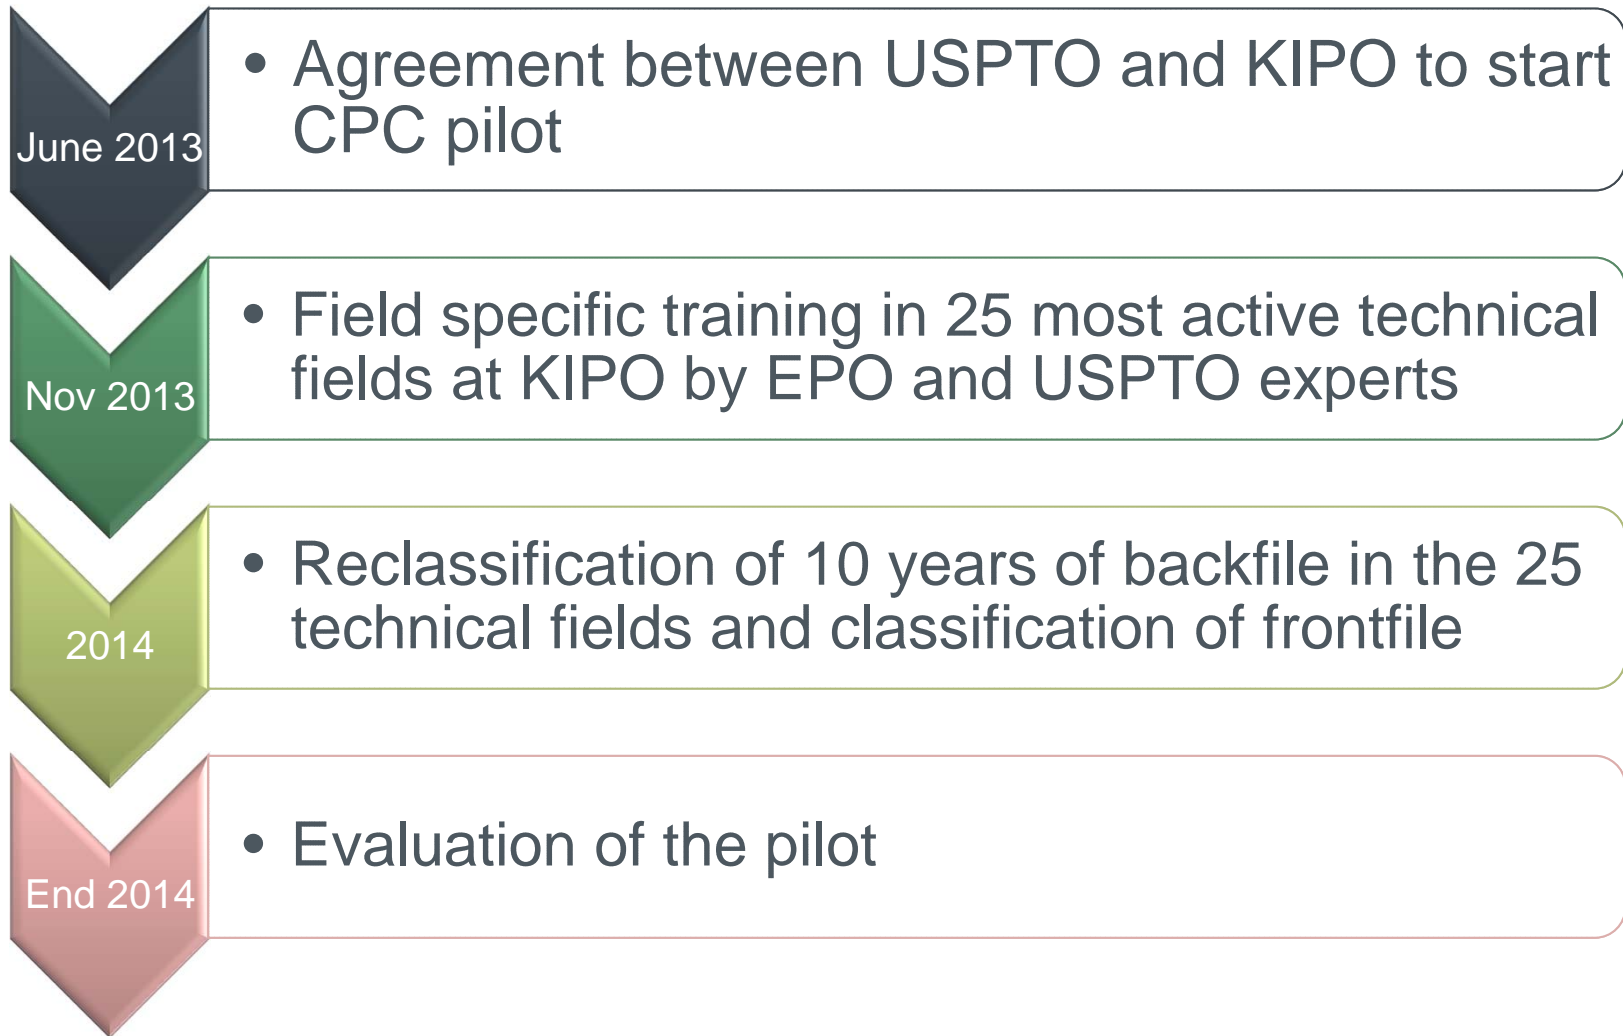 June 2013
• Agreement between USPTO and KIPO to start
CPC pilot
Nov 2013
• Field specific training in 25 most active technical
fields at KIPO by EPO and USPTO experts
2014
• Reclassification of 10 years of backfile in the 25
technical fields and classification of frontfile
End 2014
• Evaluation of the pilot